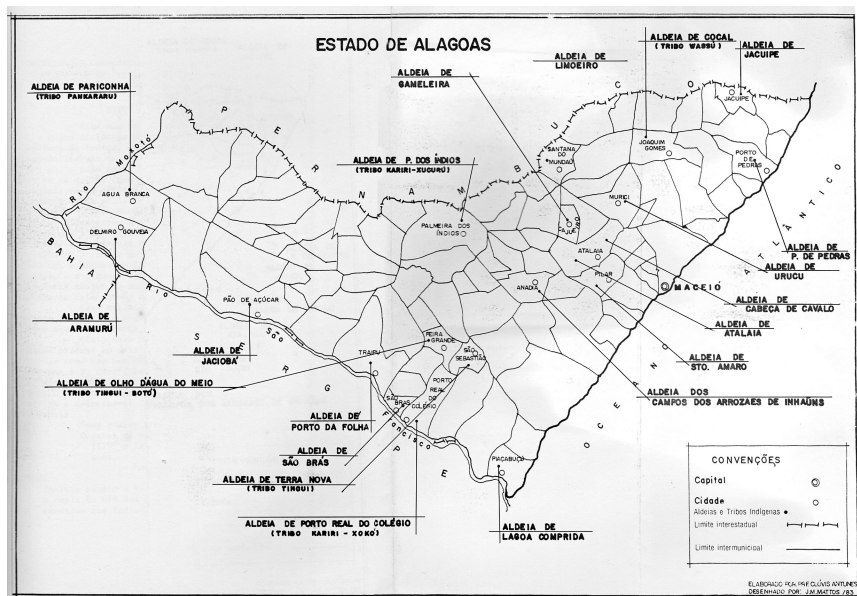 ESTADO DE ALAGOAS
ALDEIA DE COCAL
(TRIBO WASSÚ)
ALDEIA DE
JACUIPE
ALDEIA DE
LIMOEIRO
ALDEIA DE
GAMELEIRA
ALDEIA DE PARICONHA
(TRIBO PANKARARU)
ALDEIA DE P. DOS ÍNDIOS
(TRIBO KARIRI-XUCURÚ)
PERNAMBUCO
Rio Moxotó
JACUIPE
JOAQUIM
GOMES
PORTO
DE
PEDRAS
SANTANA
DO
MUNDAÚ
MURICI
AGUA BRANCA
DELMIRO GOUVEIA
BAHIA
PALMEIRA DOS
ÍNDIOS
CAJUEIRO
ATALAIA
PILAR
ANADIA
MACEIÓ
OCEANO ATLÂNTICO
ALDEIA DE
P. DE PEDRAS
ALDEIA DE
URUCU
ALDEIA DE
CABEÇA DE CAVALO
ALDEIA DE
ATALAIA
ALDEIA DE
STO. AMARO
ALDEIA DOS
CAMPOS DOS ARROZAES DE INHAÚNS
PÃO DE AÇÚCAR
Rio São Francisco
SERGIPE
ALDEIA DE
ARAMURÚ
ALDEIA DE
JACIOBÁ
FEIRA
GRANDE
SÃO
SEBASTIÃO
TRAIPU
PORTO
REAL
DO
COLÉGIO
SÃO
BRAS
ALDEIA DE OLHO DÁGUA DO MEIO
(TRIBO TINGUI-BOTÓ)
ALDEIA DE
PORTO DA FOLHA
ALDEIA DE
SÃO BRÁS
ALDEIA DE TERRA NOVA
(TRIBO TINGUI)
PIAÇABUÇU
ALDEIA DE PORTO REAL DO COLÉGIO
(TRIBO KARIRI - XOKÓ)
ALDEIA DE
LAGOA COMPRIDA
CONVENÇÕES
Capital
Cidade
Aldeias e Tribos Indígenas
Limite interestadual
Limite intermunicipal
ELABORADO POR: PRF. CLÓVIS ANTUNES
DESENHADO POR: J.M.MATTOS /83